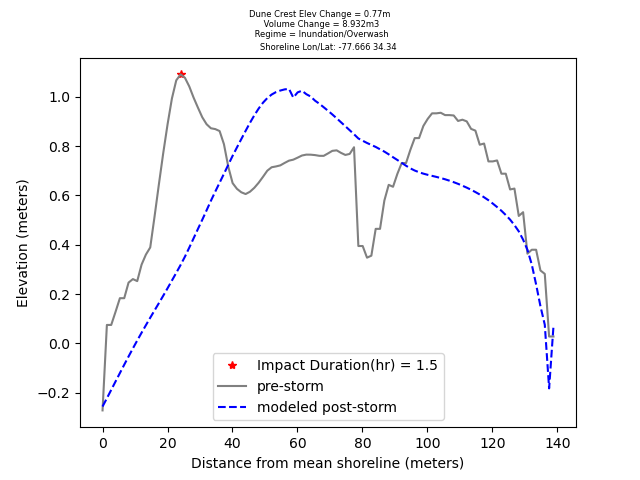 Dune Crest Elev Change = 0.77m
Volume Change = 8.932m3
Regime = Inundation/Overwash
Shoreline Lon/Lat: -77.666 34.34
Elevation (meters)
1.0
0.8
0.6
0.4
0.2
0.0
−0.2
Impact Duration(hr) = 1.5
pre-storm
modeled post-storm
0 20 40 60 80 100 120 140
Distance from mean shoreline (meters)